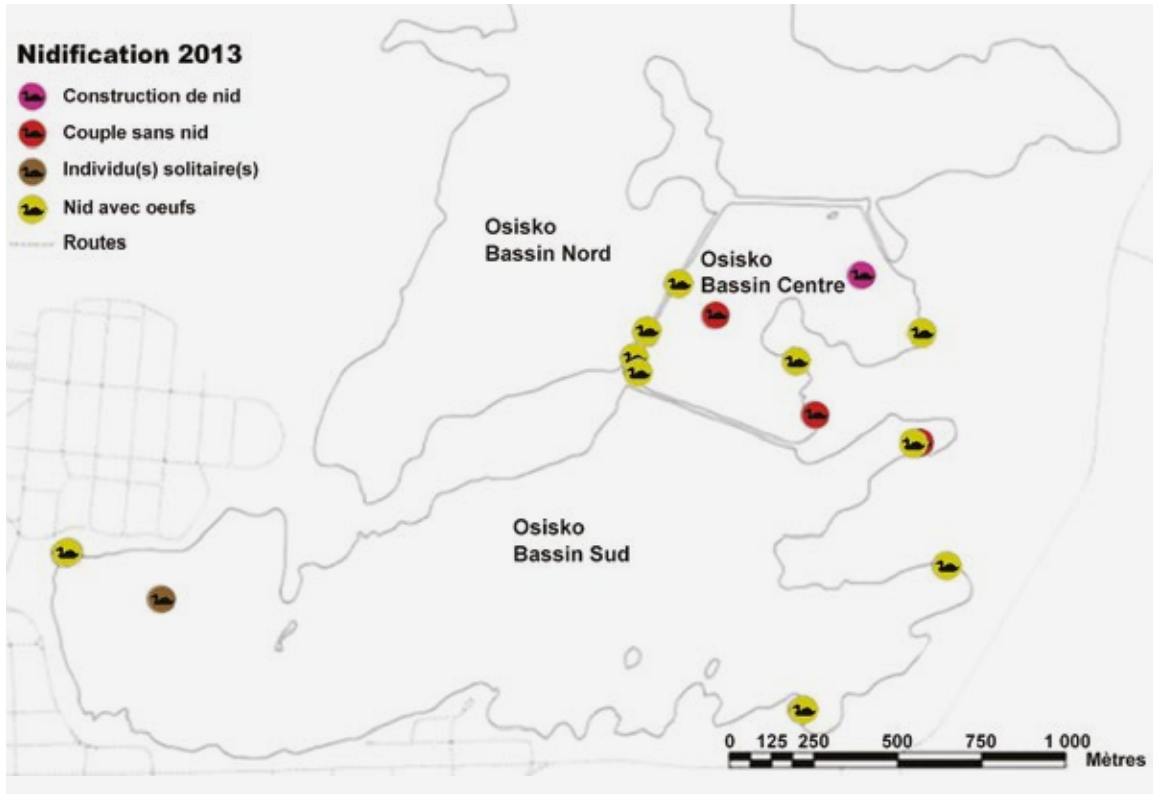 Nidification 2013
Construction de nid
Couple sans nid
Individu(s) solitaire(s)
Nid avec oeufs
Routes
Osisko
Bassin Nord
Osisko
Bassin Centre
Osisko
Bassin Sud
0 125 250 500 750 1 000
Mètres